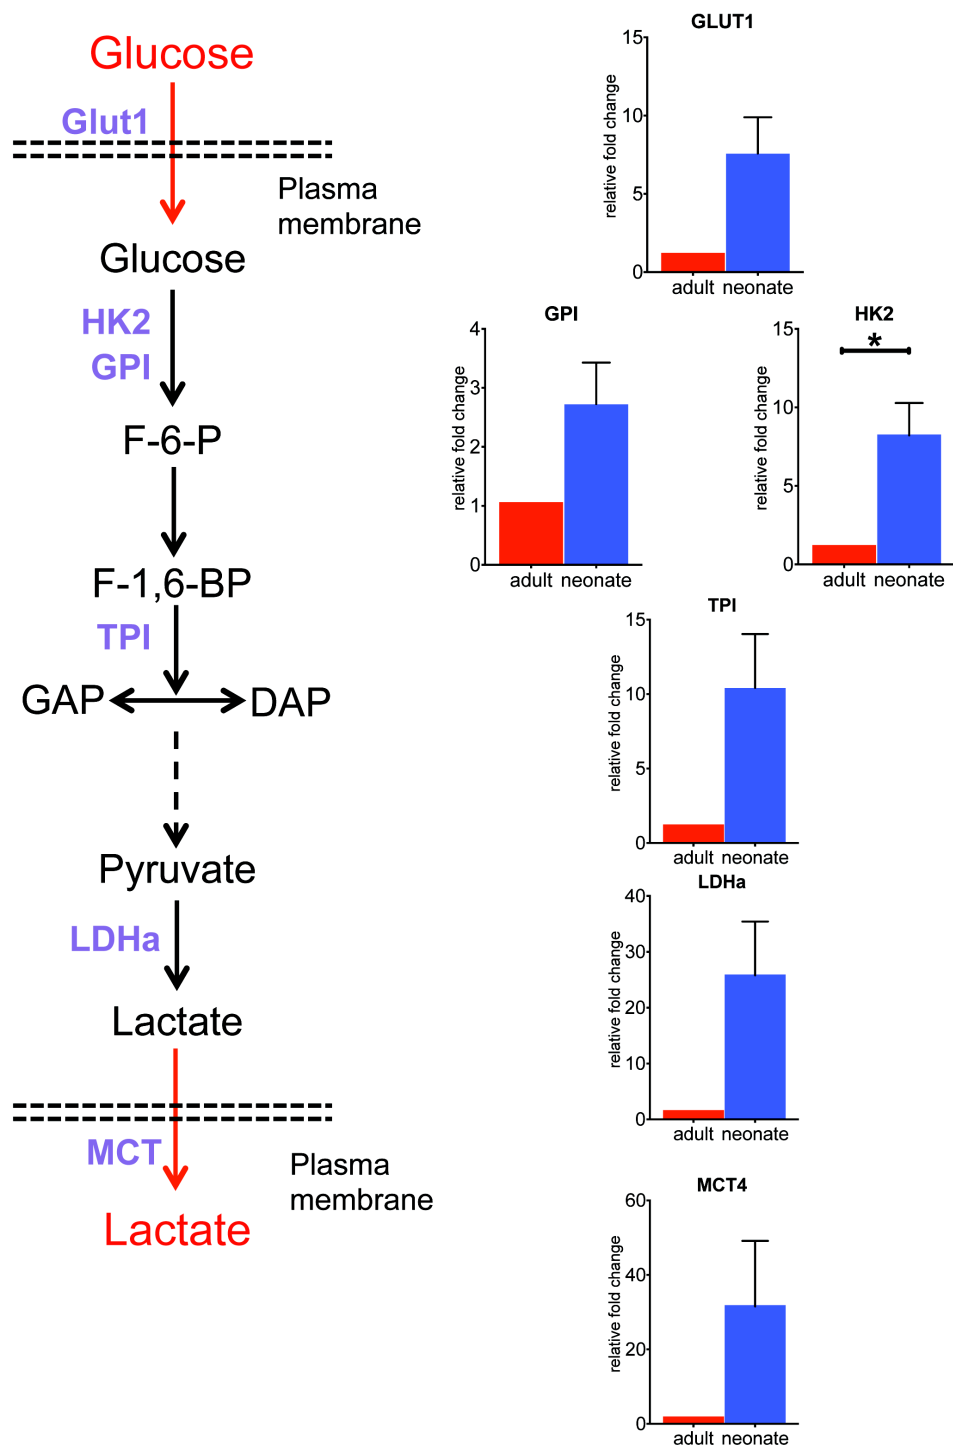 Glucose
Glut1
Plasma
membrane
Glucose
HK2
GPI
F-6-P
F-1,6-BP
TPI
GAP
DAP
Pyruvate
LDHa
Lactate
MCT
Plasma
membrane
Lactate
GLUT1
relative fold change
15
10
5
0
adult neonate
GPI
relative fold change
4
3
2
1
0
adult neonate
HK2
relative fold change
15
10
5
0
*
adult neonate
TPI
relative fold change
15
10
5
0
adult neonate
LDHa
relative fold change
40
30
20
10
0
adult neonate
MCT4
relative fold change
60
40
20
0
adult neonate